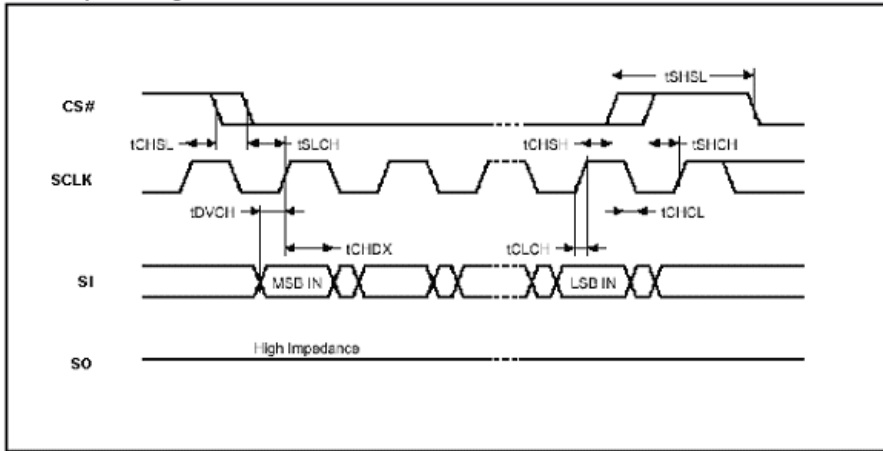 tSHSL
CS#
tCHSL
tSLCH
tCHSH
tSHCH
SCLK
tDVCH
tCHCL
tCHDX
tCLCH
SI
MSB IN
LSB IN
High Impedance
SO